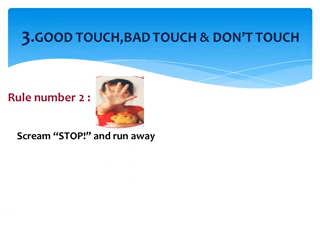 3.GOOD TOUCH,BAD TOUCH & DON'T TOUCH
Rule number 2 :
Scream “STOP!” and run away